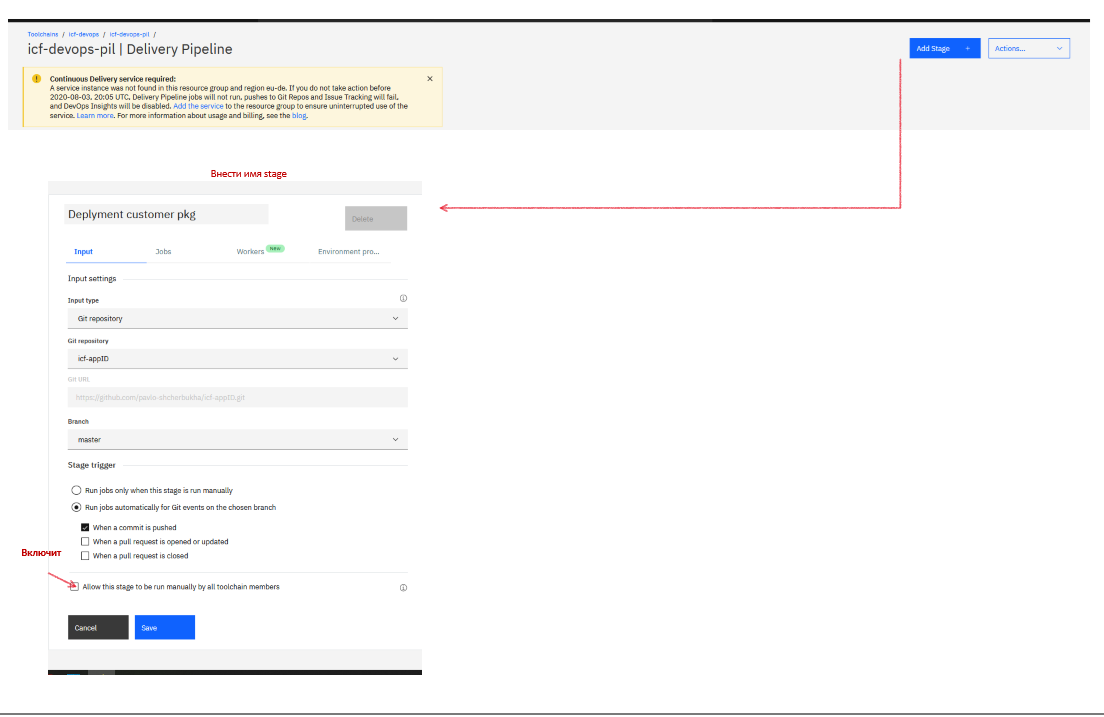 Toolchains / icf-devops / icf-devops-pil /
icf-devops-pil | Delivery Pipeline
Add Stage +
Actions...
Continuous Delivery service required:
A service instance was not found in this resource group and region eu-de. If you do not take action before
2020-08-03, 20:05 UTC, Delivery Pipeline jobs will not run, pushes to Git Repos and Issue Tracking will fail,
and DevOps Insights will be disabled. Add the service to the resource group to ensure uninterrupted use of the
service. Learn more. For more information about usage and billing, see the blog.
Внести имя stage
Deplyment customer pkg
Delete
Input
Jobs
Workers New
Environment pro...
Input settings
Input type
Git repository
Git repository
icf-appID
Git URL
https://github.com/pavlo-shcherbukha/icf-appID.git
Branch
master
Stage trigger
Run jobs only when this stage is run manually
Run jobs automatically for Git events on the chosen branch
When a commit is pushed
When a pull request is opened or updated
When a pull request is closed
Включит
Allow this stage to be run manually by all toolchain members
Cancel
Save